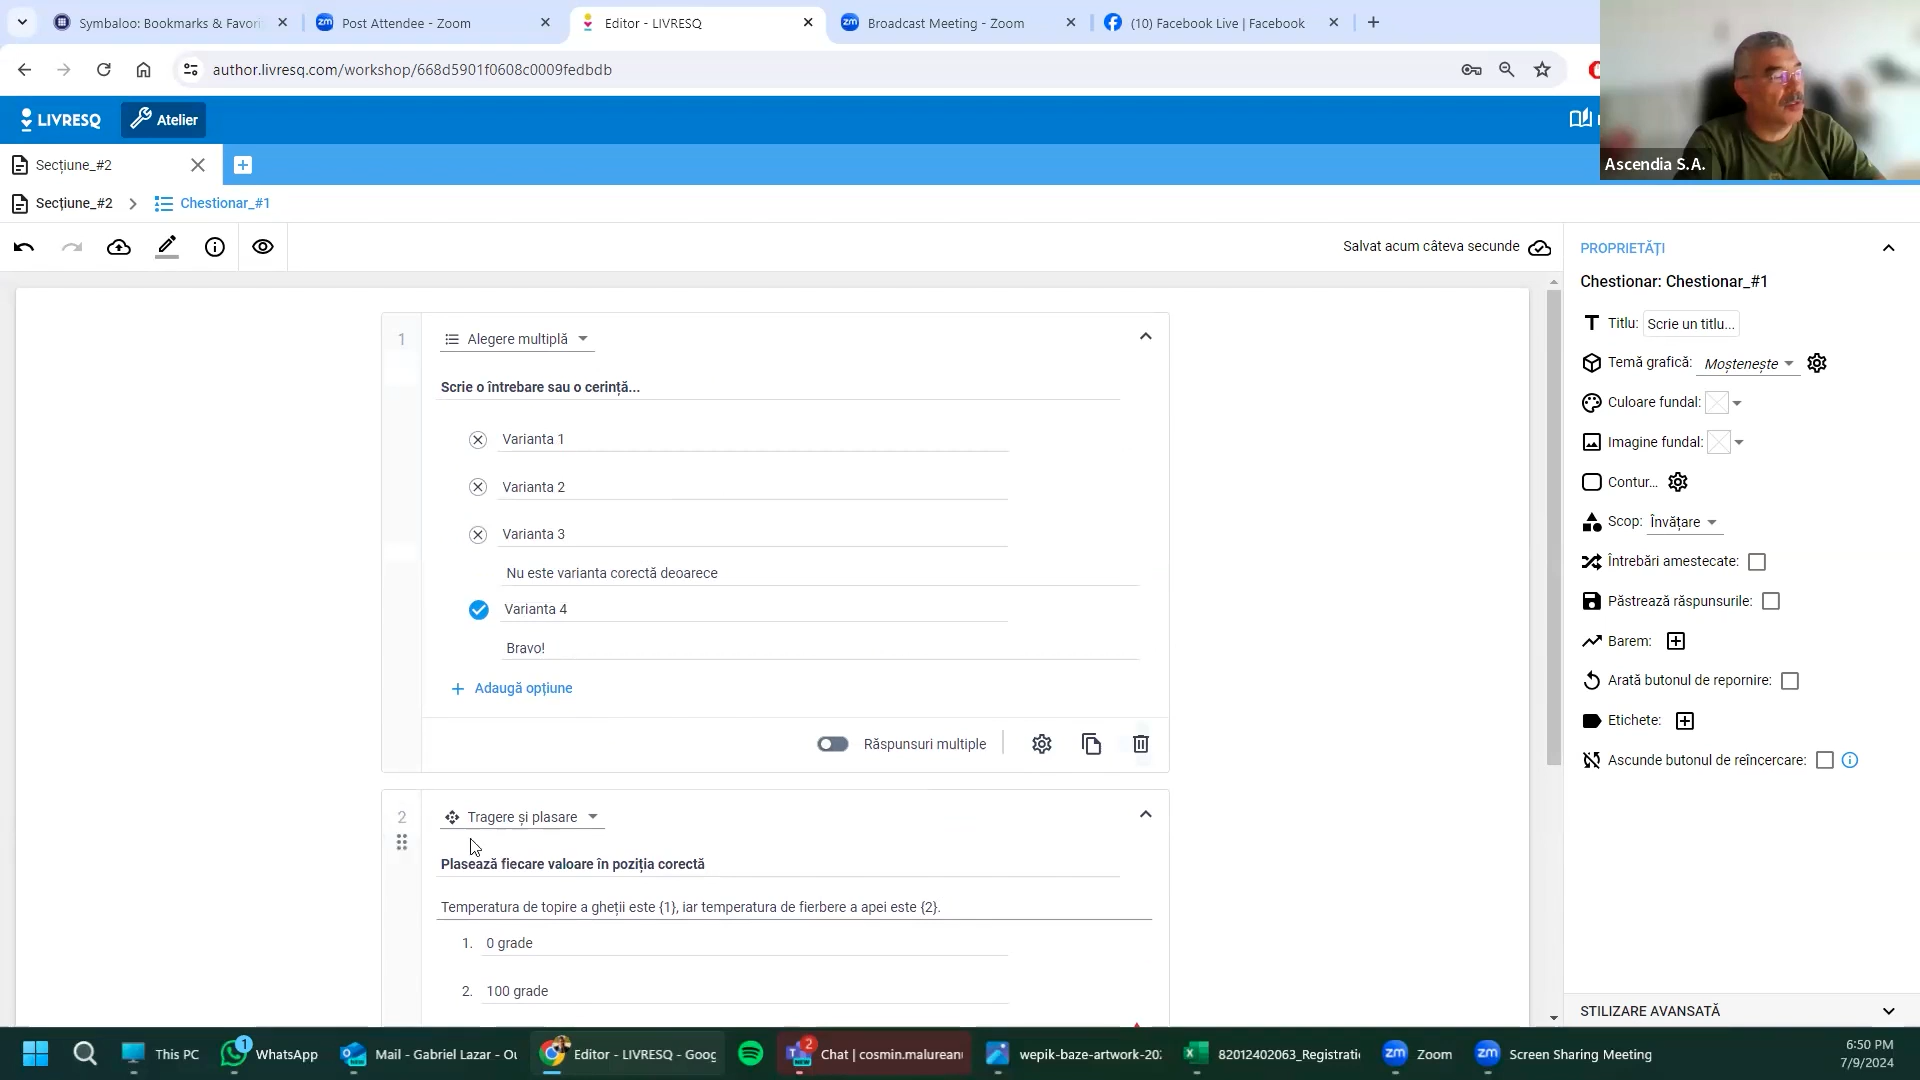 Symbaloo: Bookmarks & Favori
Post Attendee - Zoom
Editor - LIVRESQ
Broadcast Meeting - Zoom
(10) Facebook Live | Facebook
author.livresq.com/workshop/668d5901f0608c0009fedbdb
LIVRESQ
Atelier
Ascendia S.A.
Secțiune_#2
Secțiune_#2
Chestionar_#1
Salvat acum câteva secunde
PROPRIETĂȚI
Chestionar: Chestionar_#1
Titlu: Scrie un titlu...
Temă grafică: Moștenește
Culoare fundal:
Imagine fundal:
Contur...
Scop: Învățare
Întrebări amestecate:
Păstrează răspunsurile:
Barem:
Arată butonul de repornire:
Etichete:
Ascunde butonul de reîncercare:
STILIZARE AVANSATĂ
1
Alegere multiplă
Scrie o întrebare sau o cerință...
Varianta 1
Varianta 2
Varianta 3
Nu este varianta corectă deoarece
Varianta 4
Bravo!
Adaugă opțiune
Răspunsuri multiple
2
Tragere și plasare
Plasează fiecare valoare în poziția corectă
Temperatura de topire a gheții este {1}, iar temperatura de fierbere a apei este {2}.
1. 0 grade
2. 100 grade
This PC
1
WhatsApp
Mail - Gabriel Lazar - Ou
Editor - LIVRESQ - Goog
2
Chat | cosmin.malureanu
wepik-baze-artwork-202
82012402063_Registratio
Zoom
Screen Sharing Meeting
6:50 PM
7/9/2024